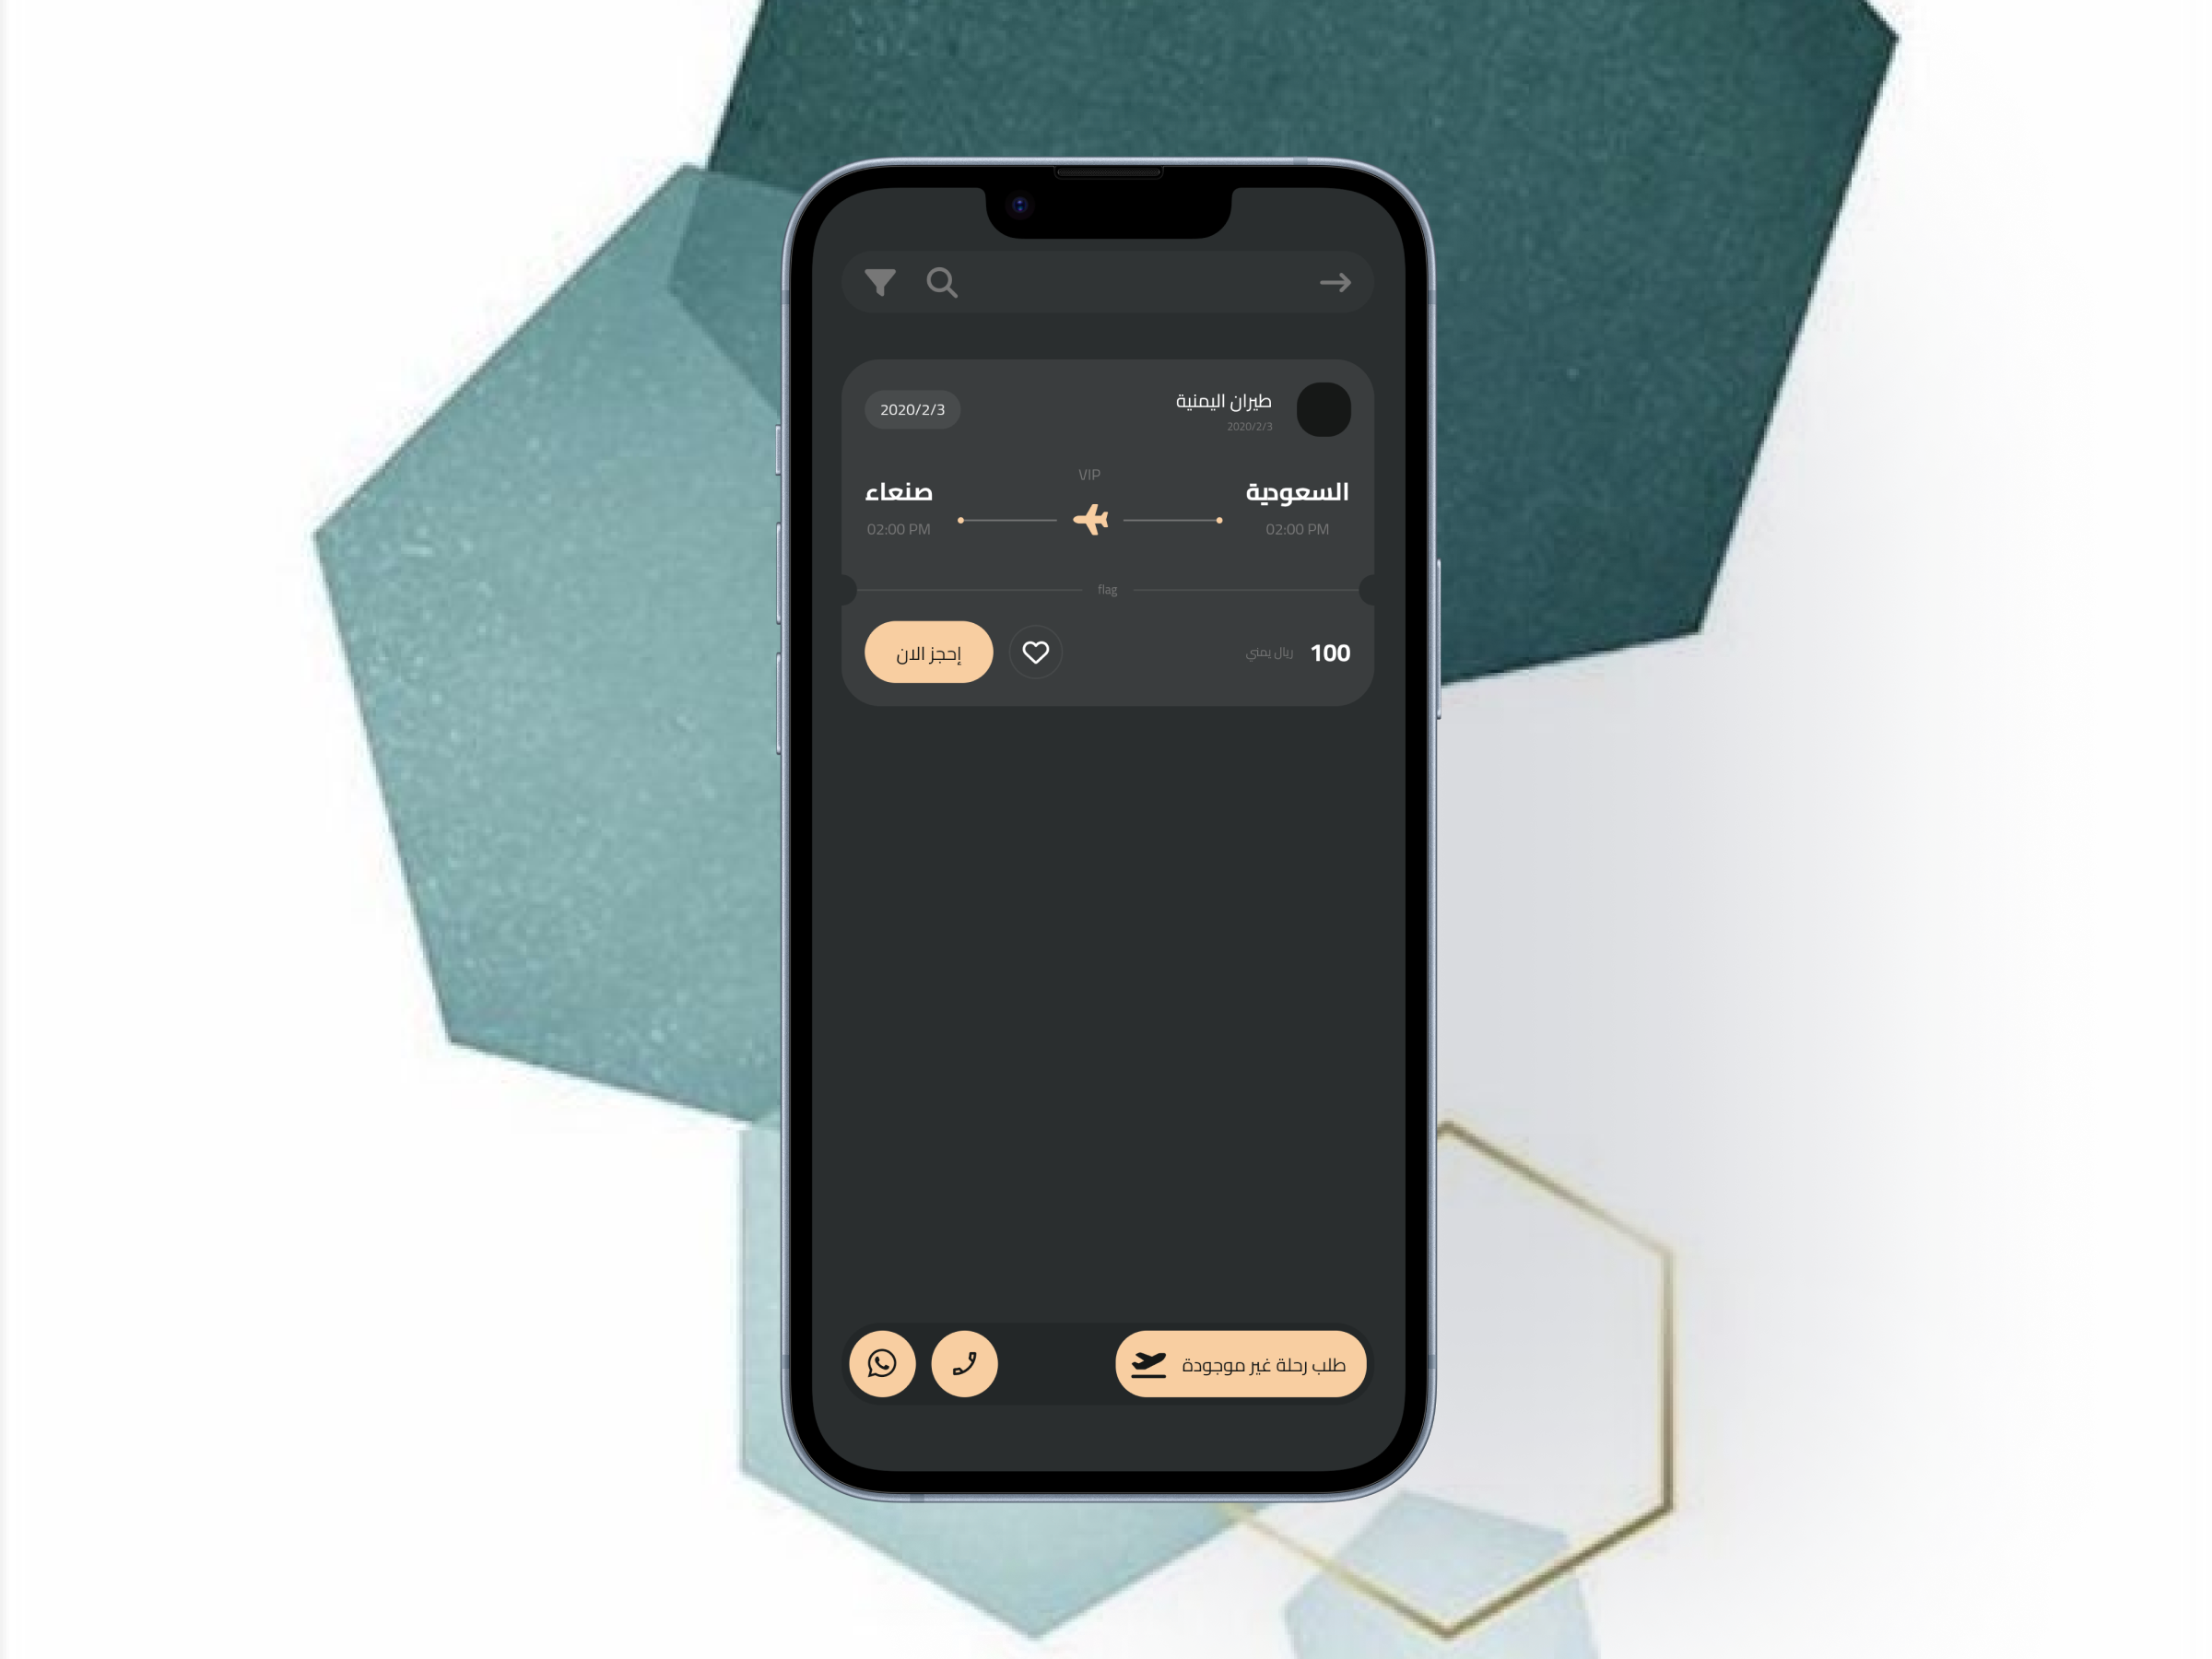 طيران اليمنية
2020/2/3
2020/2/3
VIP
السعودية
صنعاء
02:00 PM
02:00 PM
flag
100 ريال يمني
إحجز الان
طلب رحلة غير موجودة